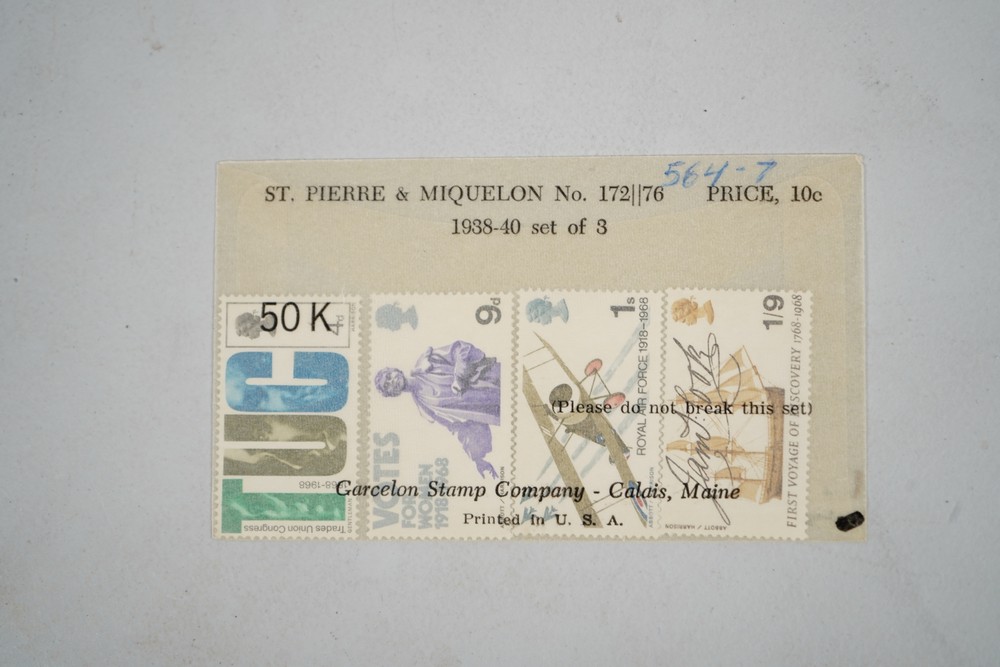 564-7
ST. PIERRE & MIQUELON No. 172||76 PRICE, 10c
1938-40 set of 3
50 K
4d
TUC
1868-1968
Trades Union Congress
9d
VOTES
FOR
WOMEN
1918-1968
1s
ROYAL AIR FORCE 1918-1968
1/9
FIRST VOYAGE OF DISCOVERY 1768-1968
ABBOTT / HARRISON
(Please do not break this set)
Garcelon Stamp Company - Calais, Maine
Printed in U. S. A.